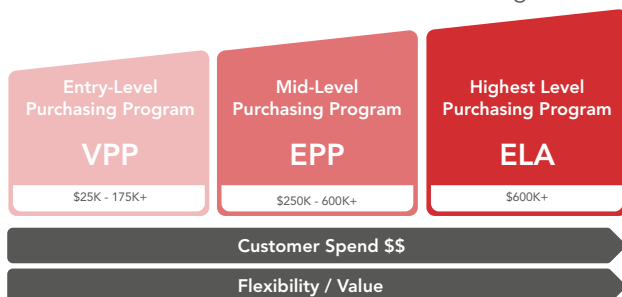 Entry-Level
Purchasing Program
VPP
$25K - 175K+
Mid-Level
Purchasing Program
EPP
$250K - 600K+
Highest Level
Purchasing Program
ELA
$600K+
Customer Spend $$
Flexibility / Value